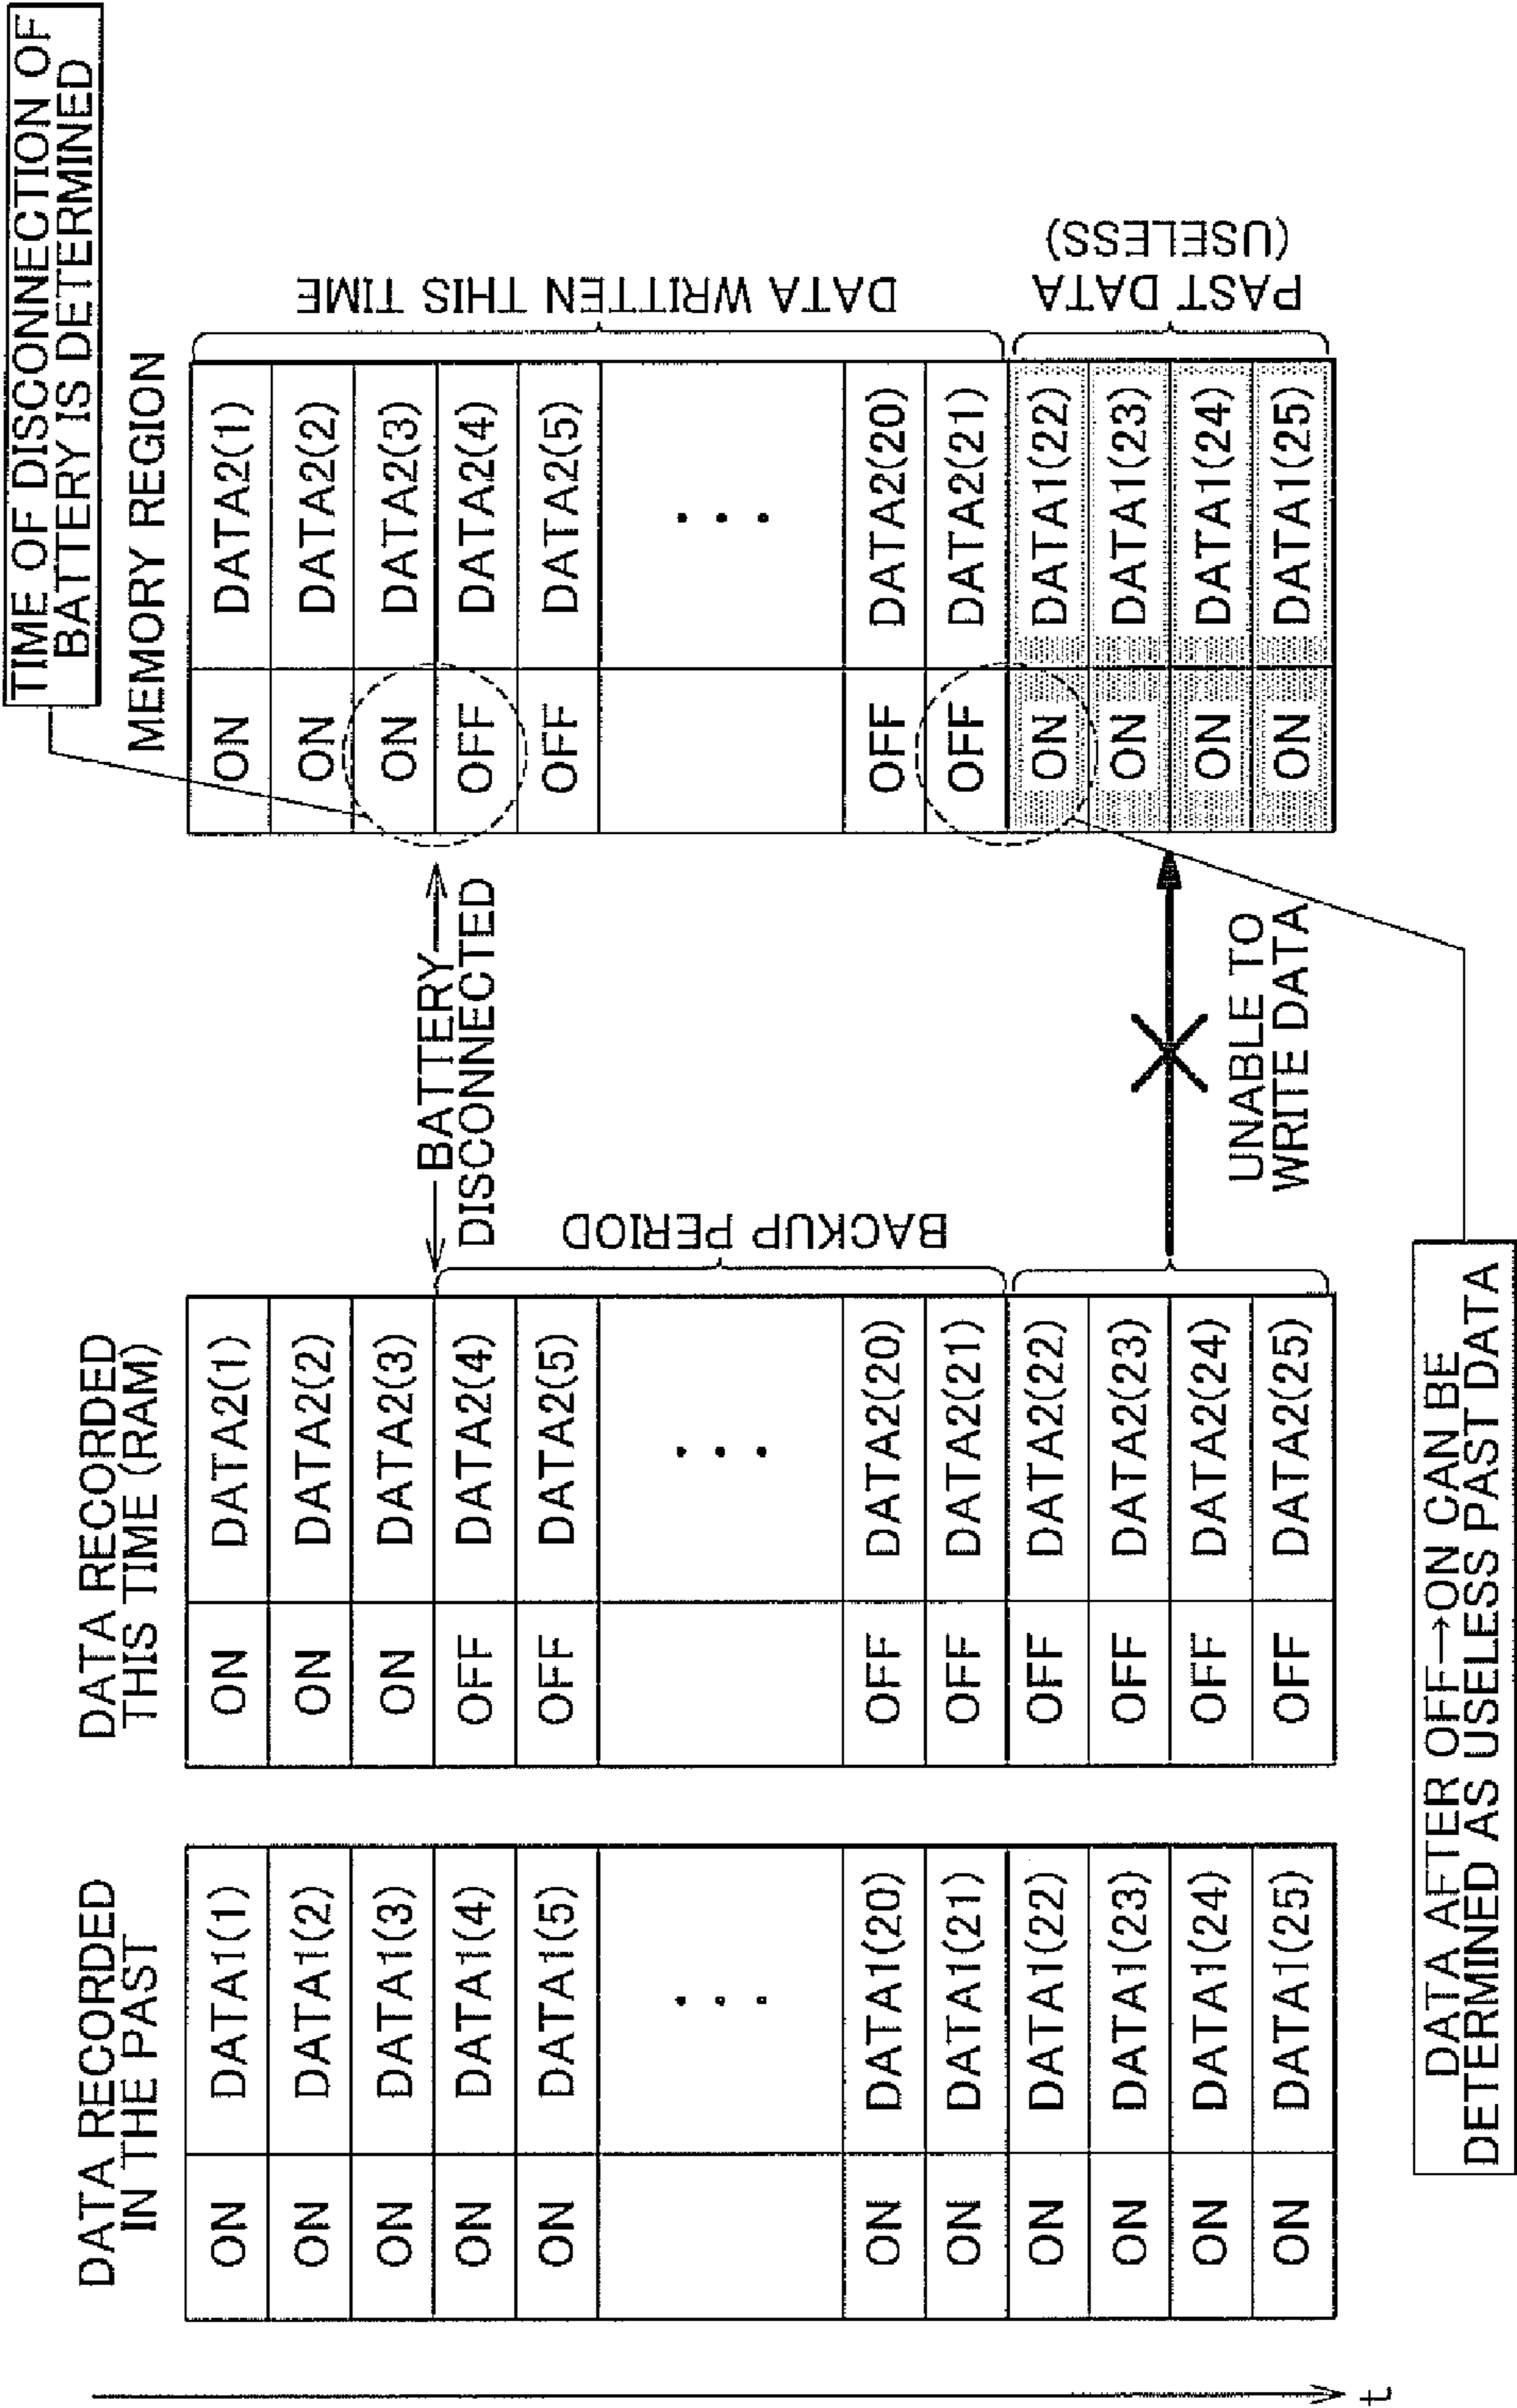 TIME OF DISCONNECTION OF
BATTERY IS DETERMINED
DATA RECORDED
IN THE PAST
ON DATA1(1)
ON DATA1(2)
ON DATA1(3)
ON DATA1(4)
ON DATA1(5)
...
ON DATA1(20)
ON DATA1(21)
ON DATA1(22)
ON DATA1(23)
ON DATA1(24)
ON DATA1(25)
t
DATA RECORDED
THIS TIME (RAM)
ON DATA2(1)
ON DATA2(2)
ON DATA2(3)
OFF DATA2(4)
OFF DATA2(5)
...
OFF DATA2(20)
OFF DATA2(21)
OFF DATA2(22)
OFF DATA2(23)
OFF DATA2(24)
OFF DATA2(25)
BACKUP PERIOD
←BATTERY→
DISCONNECTED
UNABLE TO
WRITE DATA
MEMORY REGION
ON DATA2(1)
ON DATA2(2)
ON DATA2(3)
OFF DATA2(4)
OFF DATA2(5)
...
OFF DATA2(20)
OFF DATA2(21)
ON DATA1(22)
ON DATA1(23)
ON DATA1(24)
ON DATA1(25)
DATA WRITTEN THIS TIME
PAST DATA
(USELESS)
DATA AFTER OFF→ON CAN BE
DETERMINED AS USELESS PAST DATA